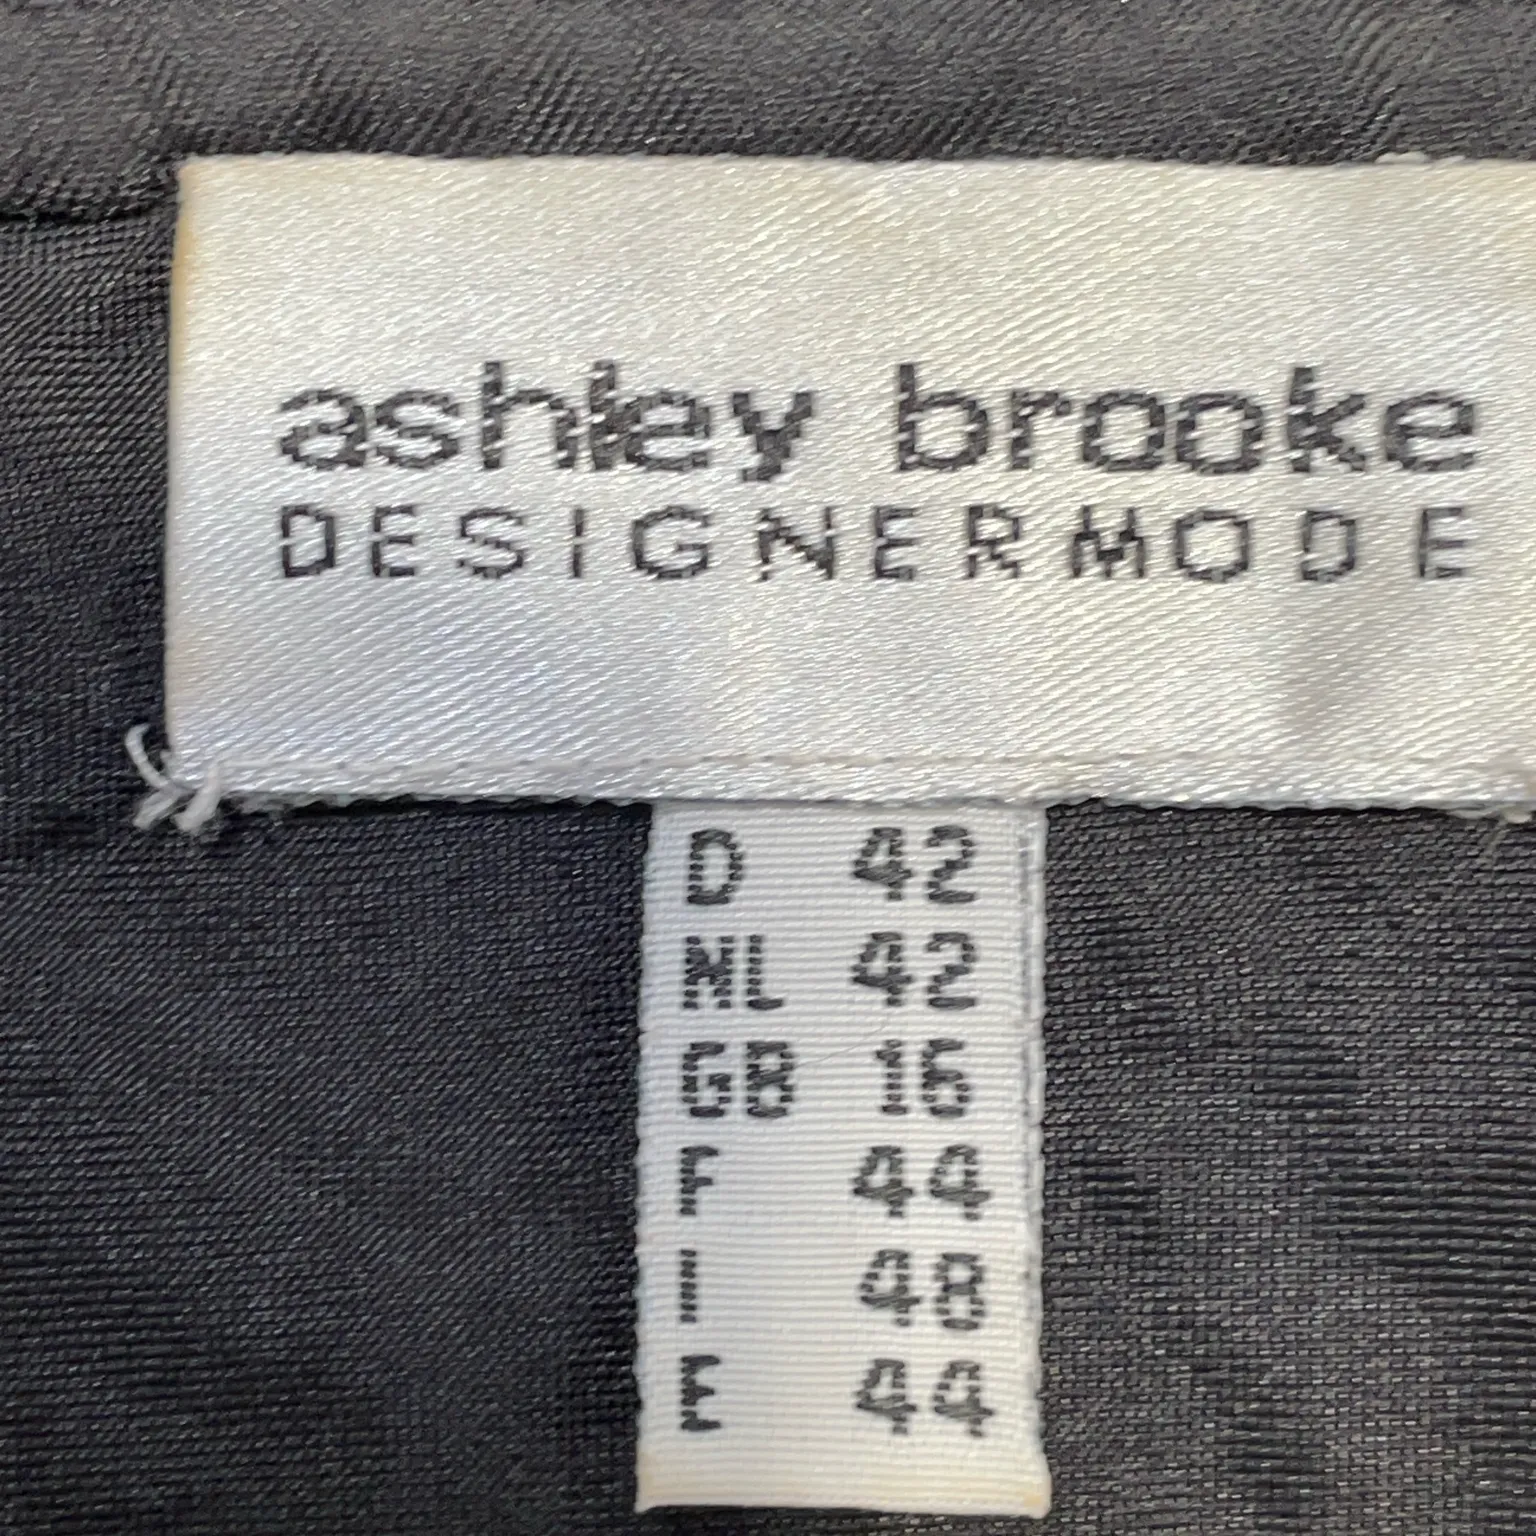 ashley brooke
DESIGNERMODE
D 42
NL 42
GB 16
F 44
I 48
E 44